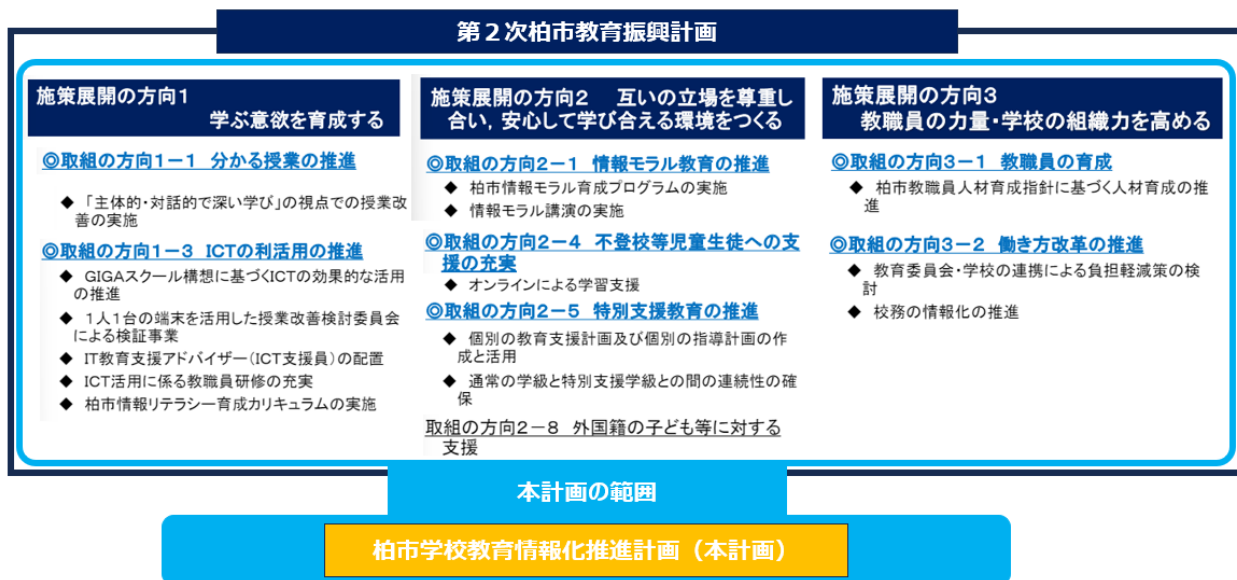 第2次柏市教育振興計画
施策展開の方向1
学ぶ意欲を育成する
◎取組の方向1-1 分かる授業の推進
◆ 「主体的・対話的で深い学び」の視点での授業改
善の実施
◎取組の方向1-3 ICTの利活用の推進
◆ GIGAスクール構想に基づくICTの効果的な活用
の推進
◆ 1人1台の端末を活用した授業改善検討委員会
による検証事業
◆ IT教育支援アドバイザー(ICT支援員)の配置
◆ ICT活用に係る教職員研修の充実
◆ 柏市情報リテラシー育成カリキュラムの実施
施策展開の方向2 互いの立場を尊重し
合い,安心して学び合える環境をつくる
◎取組の方向2-1 情報モラル教育の推進
◆ 柏市情報モラル育成プログラムの実施
◆ 情報モラル講演の実施
◎取組の方向2-4 不登校等児童生徒への支
援の充実
◆ オンラインによる学習支援
◎取組の方向2-5 特別支援教育の推進
◆ 個別の教育支援計画及び個別の指導計画の作
成と活用
◆ 通常の学級と特別支援学級との間の連続性の確
保
取組の方向2-8 外国籍の子ども等に対する
支援
施策展開の方向3
教職員の力量・学校の組織力を高める
◎取組の方向3-1 教職員の育成
◆ 柏市教職員人材育成指針に基づく人材育成の推
進
◎取組の方向3-2 働き方改革の推進
◆ 教育委員会・学校の連携による負担軽減策の検
討
◆ 校務の情報化の推進
本計画の範囲
柏市学校教育情報化推進計画(本計画)